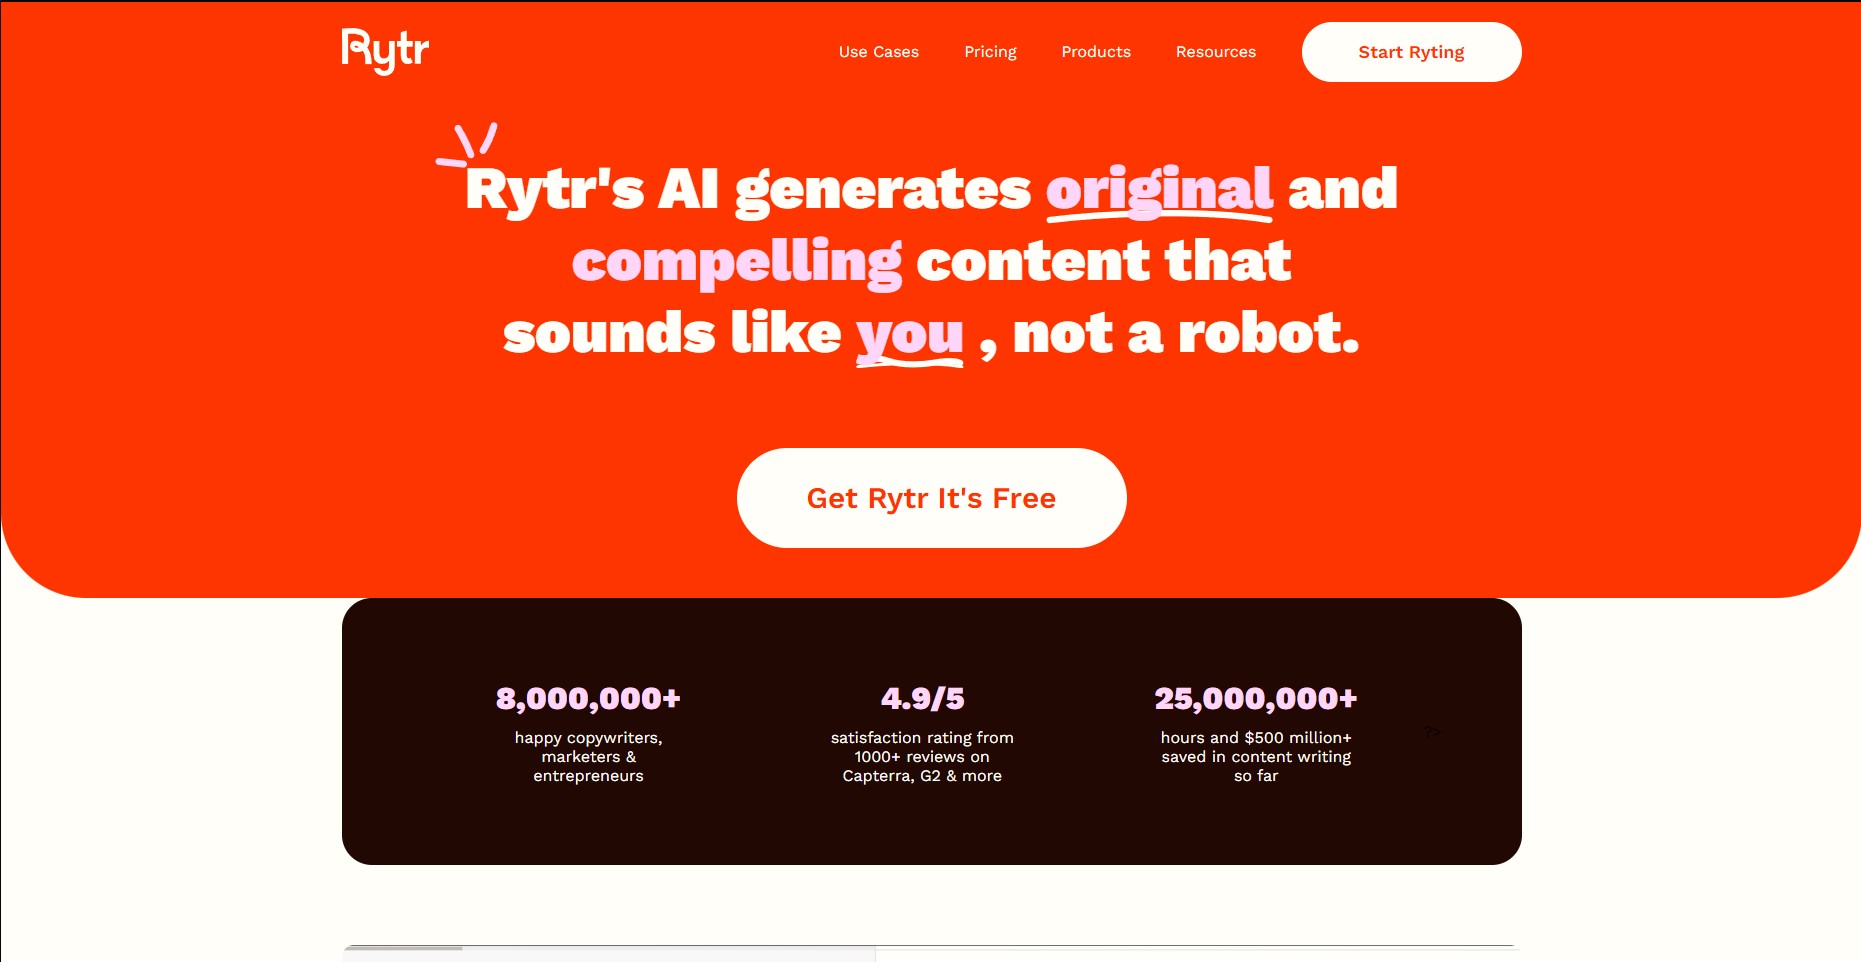 Rytr
Use Cases
Pricing
Products
Resources
Start Ryting
Rytr's AI generates original and
compelling content that
sounds like you , not a robot.
Get Rytr It's Free
8,000,000+
happy copywriters,
marketers &
entrepreneurs
4.9/5
satisfaction rating from
1000+ reviews on
Capterra, G2 & more
25,000,000+
hours and $500 million+
saved in content writing
so far
?>